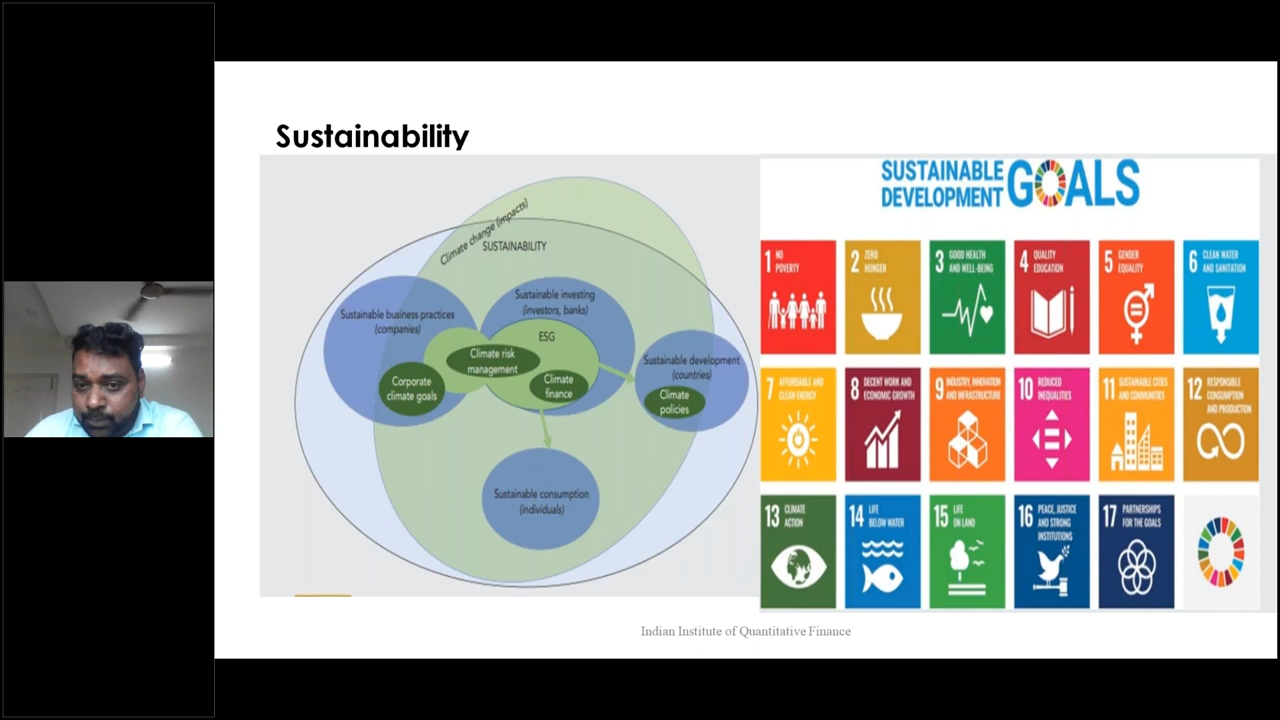 Sustainability
Climate change (impacts)
SUSTAINABILITY
Sustainable business practices
(companies)
Sustainable investing
(investors, banks)
ESG
Climate risk
management
Corporate
climate goals
Climate
finance
Sustainable development
(countries)
Climate
policies
Sustainable consumption
(individuals)
SUSTAINABLE
DEVELOPMENT
GOALS
1 NO
POVERTY
2 ZERO
HUNGER
3 GOOD HEALTH
AND WELL-BEING
4 QUALITY
EDUCATION
5 GENDER
EQUALITY
6 CLEAN WATER
AND SANITATION
7 AFFORDABLE AND
CLEAN ENERGY
8 DECENT WORK AND
ECONOMIC GROWTH
9 INDUSTRY, INNOVATION
AND INFRASTRUCTURE
10 REDUCED
INEQUALITIES
11 SUSTAINABLE CITIES
AND COMMUNITIES
12 RESPONSIBLE
CONSUMPTION
AND PRODUCTION
13 CLIMATE
ACTION
14 LIFE
BELOW WATER
15 LIFE
ON LAND
16 PEACE, JUSTICE
AND STRONG
INSTITUTIONS
17 PARTNERSHIPS
FOR THE GOALS
Indian Institute of Quantitative Finance